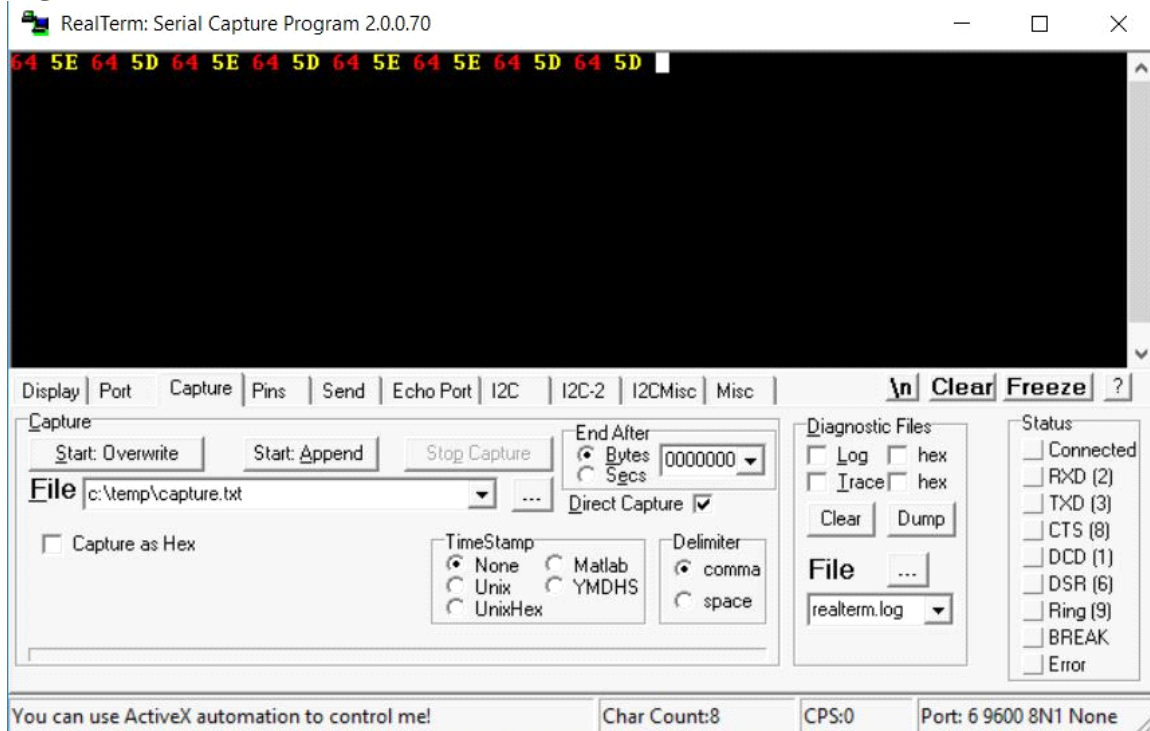 RealTerm: Serial Capture Program 2.0.0.70
64 5E 64 5D 64 5E 64 5D 64 5E 64 5E 64 5D 64 5D
Display Port Capture Pins Send Echo Port I2C I2C-2 I2CMisc Misc \n Clear Freeze ?
Capture
Start: Overwrite Start: Append Stop Capture
End After
Bytes
Secs
0000000
File c:\temp\capture.txt ...
Direct Capture
Capture as Hex
TimeStamp
None Matlab
Unix YMDHS
UnixHex
Delimiter
comma
space
Diagnostic Files
Log hex
Trace hex
Clear Dump
File ...
realterm.log
Status
Connected
RXD (2)
TXD (3)
CTS (8)
DCD (1)
DSR (6)
Ring (9)
BREAK
Error
You can use ActiveX automation to control me! Char Count:8 CPS:0 Port: 6 9600 8N1 None